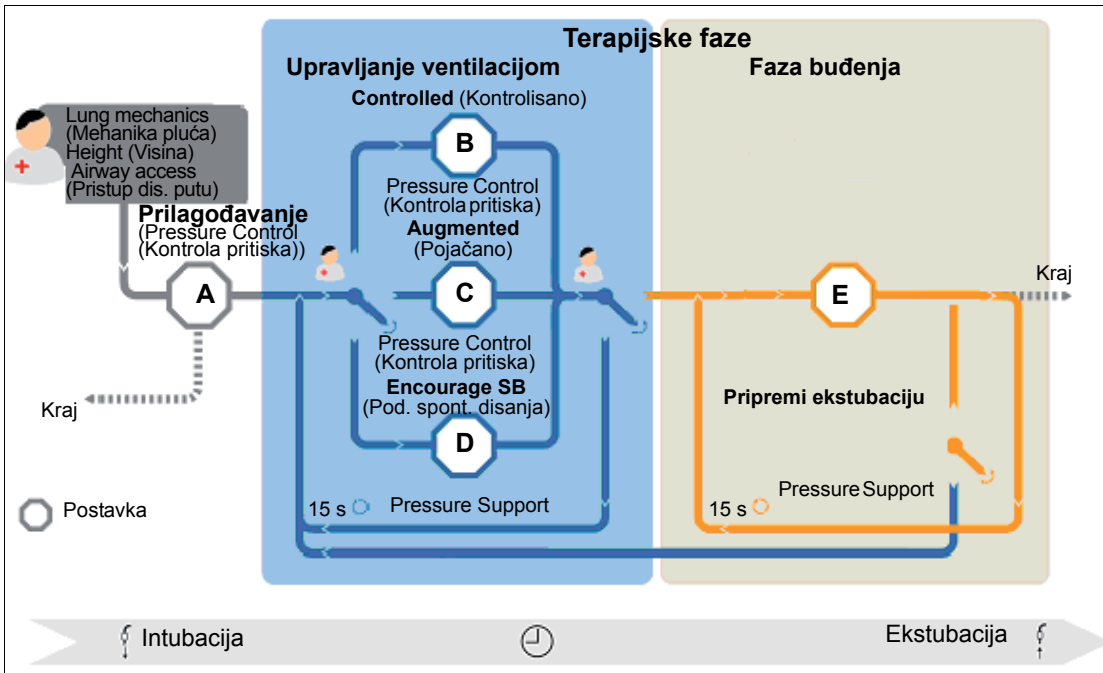 Terapijske faze
Upravljanje ventilacijom
Faza buđenja
Controlled (Kontrolisano)
Lung mechanics
(Mehanika pluća)
Height (Visina)
Airway access
(Pristup dis. putu)
B
Pressure Control
(Kontrola pritiska)
Prilagođavanje
(Pressure Control
(Kontrola pritiska))
Augmented
(Pojačano)
A
C
E
Kraj
Pressure Control
(Kontrola pritiska)
Encourage SB
(Pod. spont. disanja)
Kraj
Pripremi ekstubaciju
D
Postavka
15 s
Pressure Support
15 s
Pressure Support
Intubacija
Ekstubacija